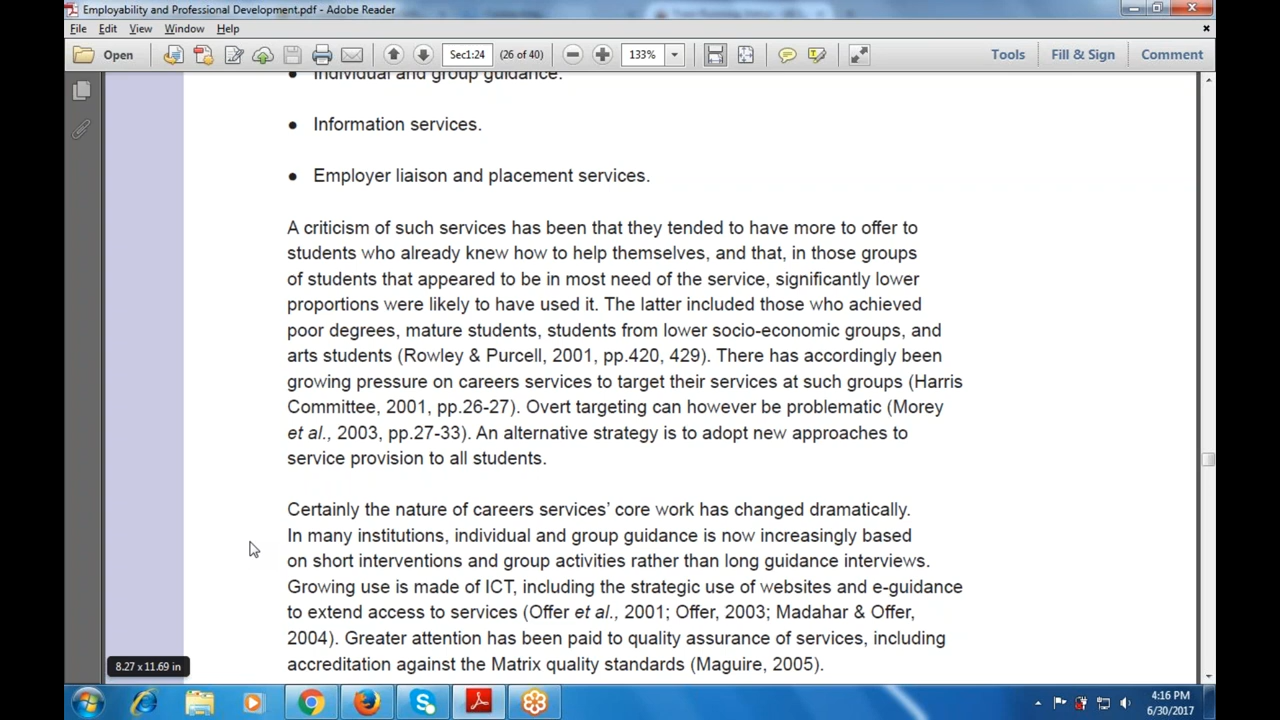 Employability and Professional Development.pdf - Adobe Reader
File Edit View Window Help
Open Sec1:24 (26 of 40) 133% Tools Fill & Sign Comment
Individual and group guidance.
● Information services.
● Employer liaison and placement services.
A criticism of such services has been that they tended to have more to offer to
students who already knew how to help themselves, and that, in those groups
of students that appeared to be in most need of the service, significantly lower
proportions were likely to have used it. The latter included those who achieved
poor degrees, mature students, students from lower socio-economic groups, and
arts students (Rowley & Purcell, 2001, pp.420, 429). There has accordingly been
growing pressure on careers services to target their services at such groups (Harris
Committee, 2001, pp.26-27). Overt targeting can however be problematic (Morey
et al., 2003, pp.27-33). An alternative strategy is to adopt new approaches to
service provision to all students.
Certainly the nature of careers services’ core work has changed dramatically.
In many institutions, individual and group guidance is now increasingly based
on short interventions and group activities rather than long guidance interviews.
Growing use is made of ICT, including the strategic use of websites and e-guidance
to extend access to services (Offer et al., 2001; Offer, 2003; Madahar & Offer,
2004). Greater attention has been paid to quality assurance of services, including
accreditation against the Matrix quality standards (Maguire, 2005).
8.27 x 11.69 in
4:16 PM
6/30/2017